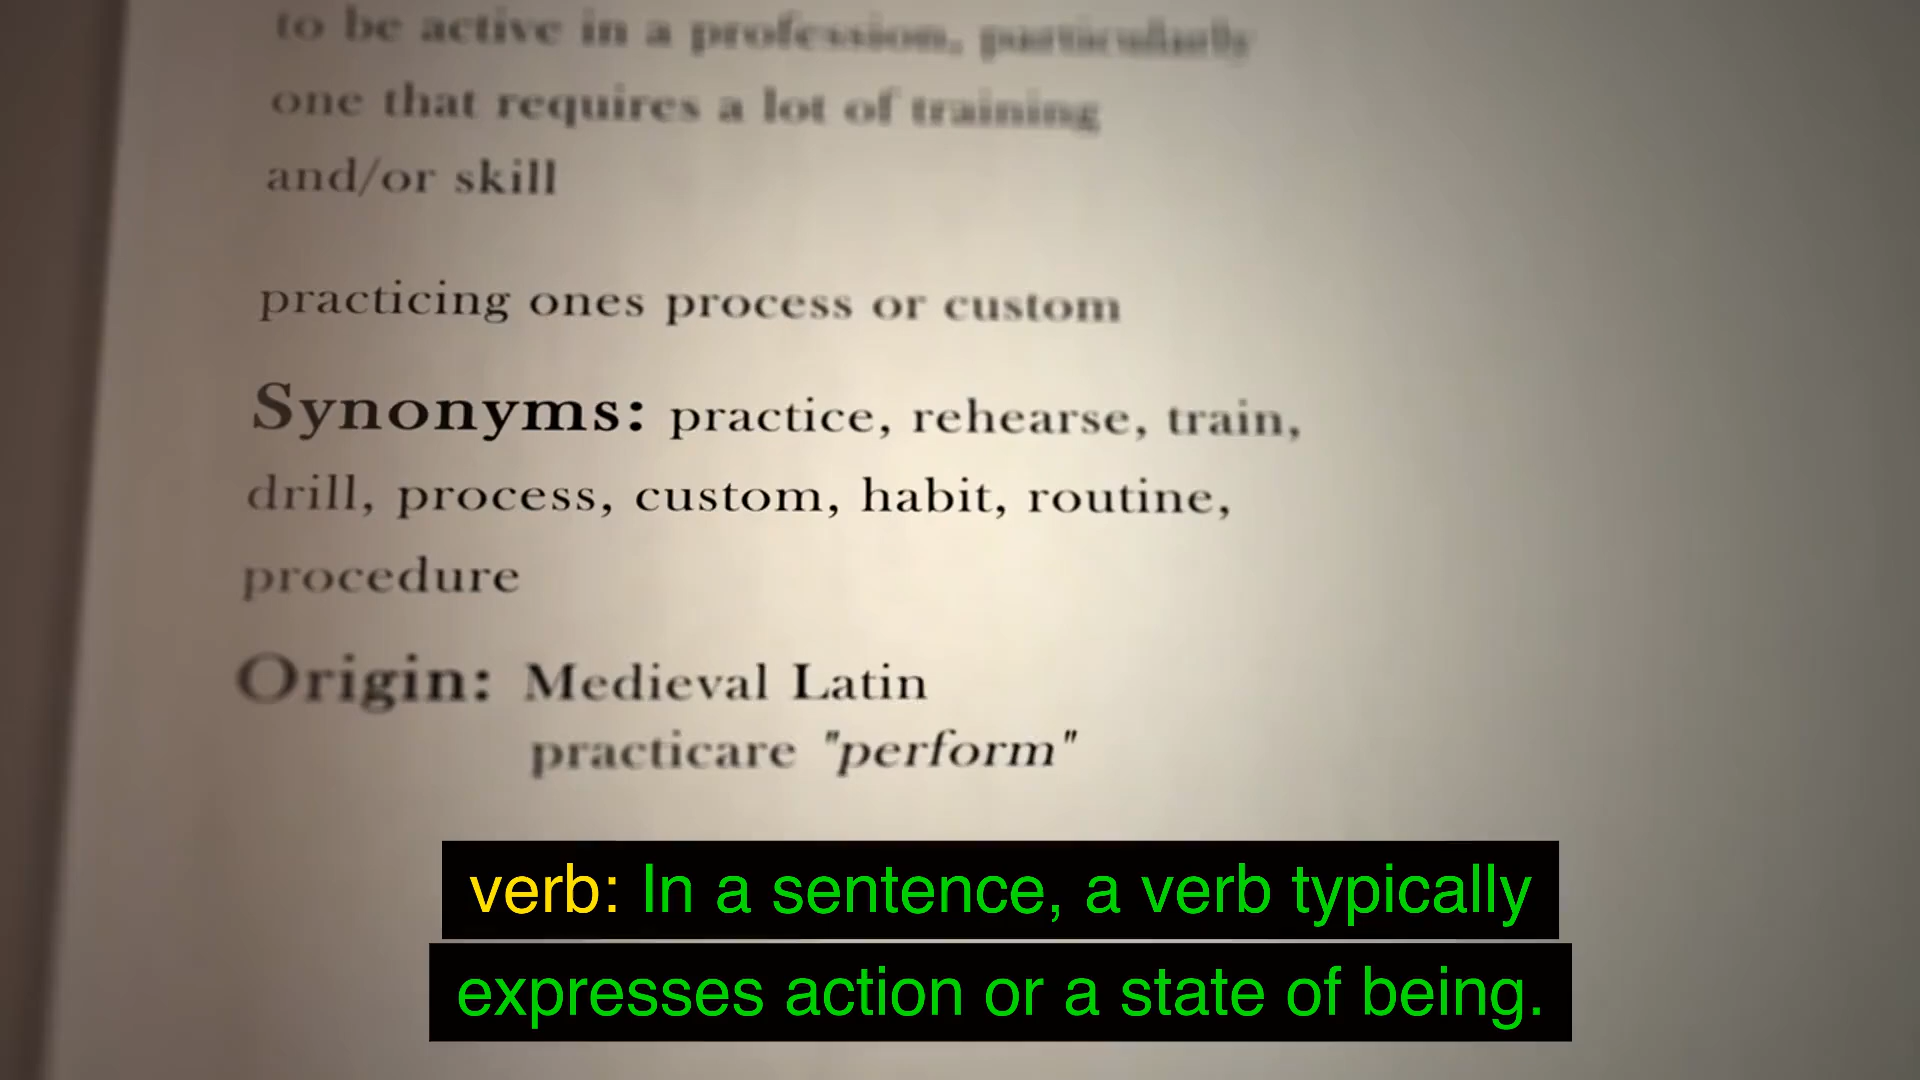 to be active in a profession, particularly
one that requires a lot of training
and/or skill
practicing ones process or custom
Synonyms: practice, rehearse, train,
drill, process, custom, habit, routine,
procedure
Origin: Medieval Latin
practicare "perform"
verb: In a sentence, a verb typically
expresses action or a state of being.